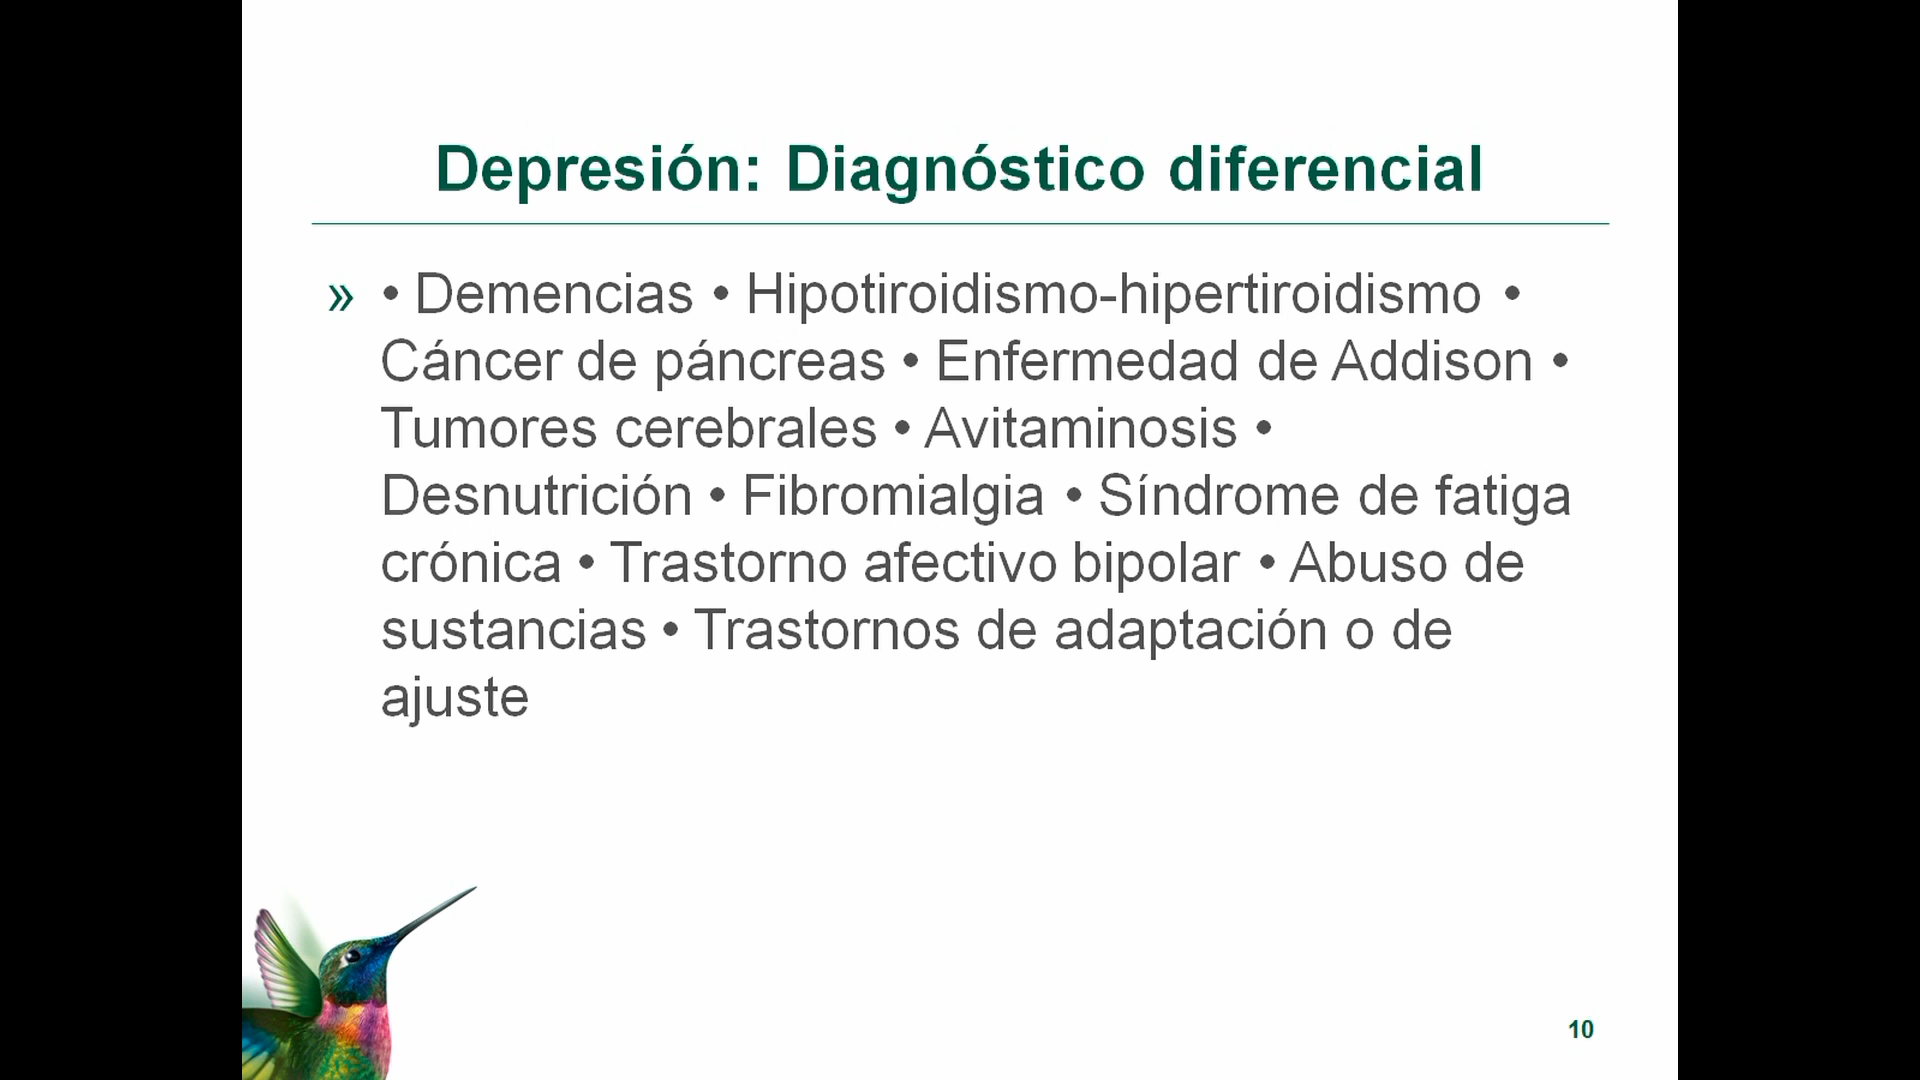 Depresión: Diagnóstico diferencial
» • Demencias • Hipotiroidismo-hipertiroidismo •
Cáncer de páncreas • Enfermedad de Addison •
Tumores cerebrales • Avitaminosis •
Desnutrición • Fibromialgia • Síndrome de fatiga
crónica • Trastorno afectivo bipolar • Abuso de
sustancias • Trastornos de adaptación o de
ajuste
10